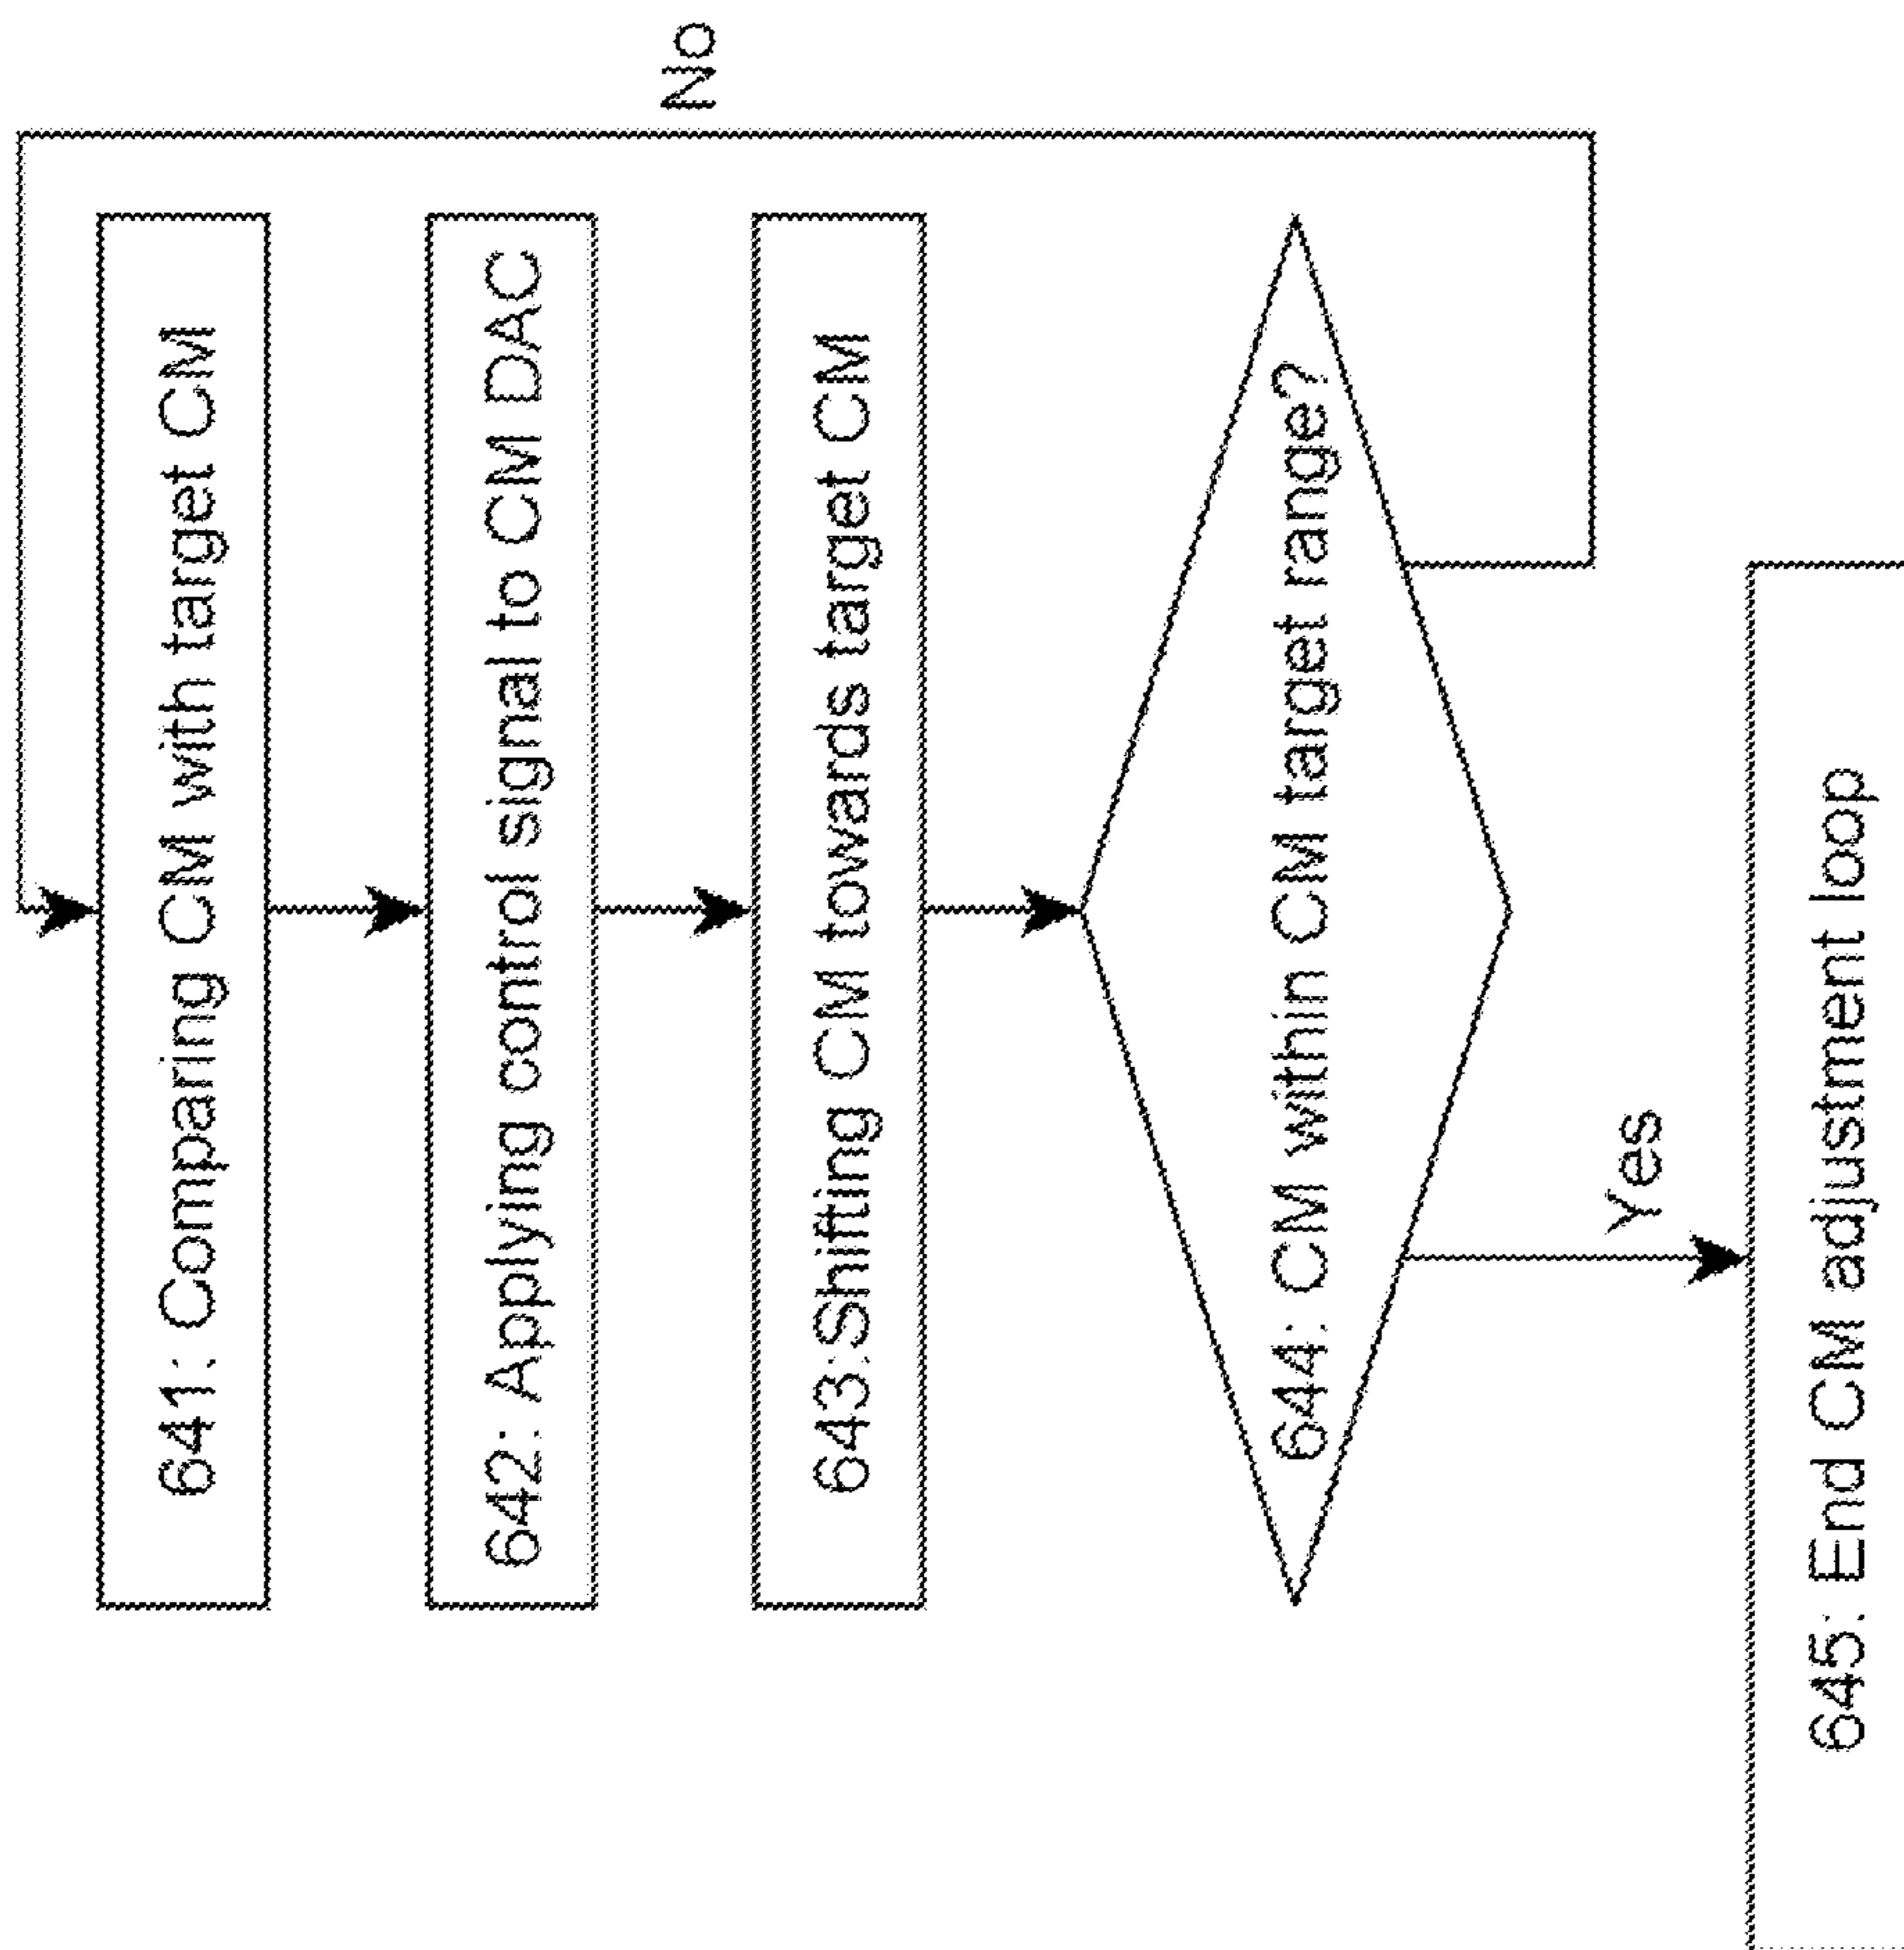 641: Comparing CM with target CM
642: Applying control signal to CM DAC
643:Shifting CM towards target CM
644: CM within CM target range?
No
Yes
645: End CM adjustment loop